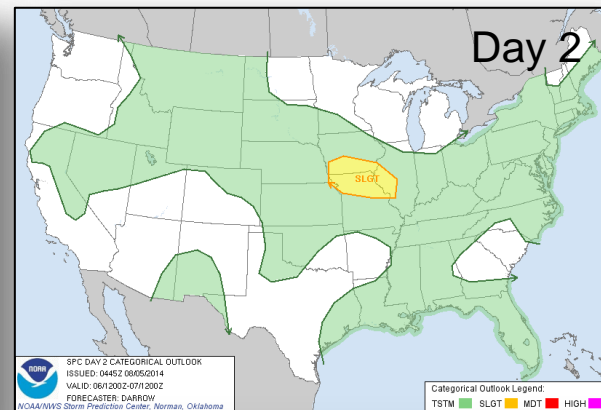 Day 2
SLGT
NOAA
SPC DAY 2 CATEGORICAL OUTLOOK
ISSUED: 0445Z 08/05/2014
VALID: 06/1200Z-07/1200Z
FORECASTER: DARROW
NOAA/NWS Storm Prediction Center, Norman, Oklahoma
Categorical Outlook Legend:
TSTM SLGT MDT HIGH